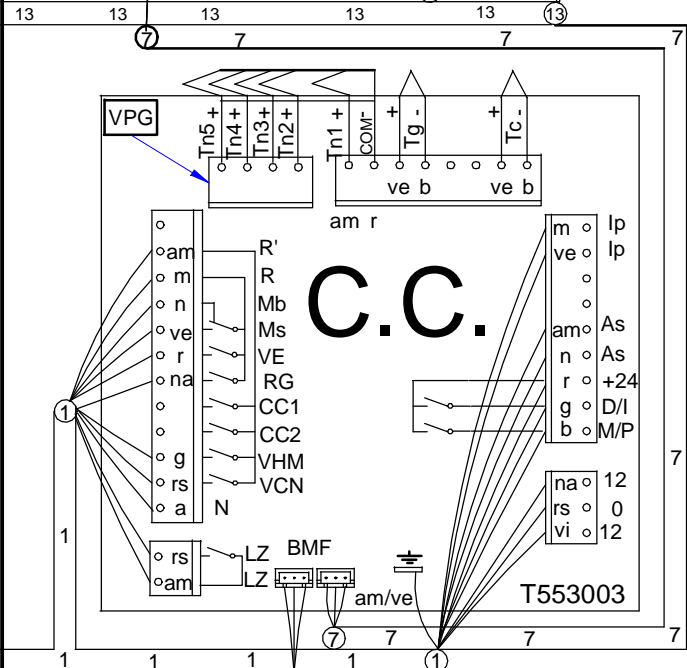 13 13 13 13 13 13
7 7 7 7
VPG
Tn5 + Tn4 + Tn3 + Tn2 + Tn1 + COM - + Tg - + Tc -
ve b ve b
am r
C.C.
am R'
m R
n Mb
ve Ms
r VE
na RG
CC1
CC2
g VHM
rs VCN
a N
rs LZ
am LZ
BMF
am/ve
m Ip
ve Ip
am As
n As
r +24
g D/I
b M/P
na 12
rs 0
vi 12
T553003
1
1
7
7 7 7 7
1 1 1 1 1